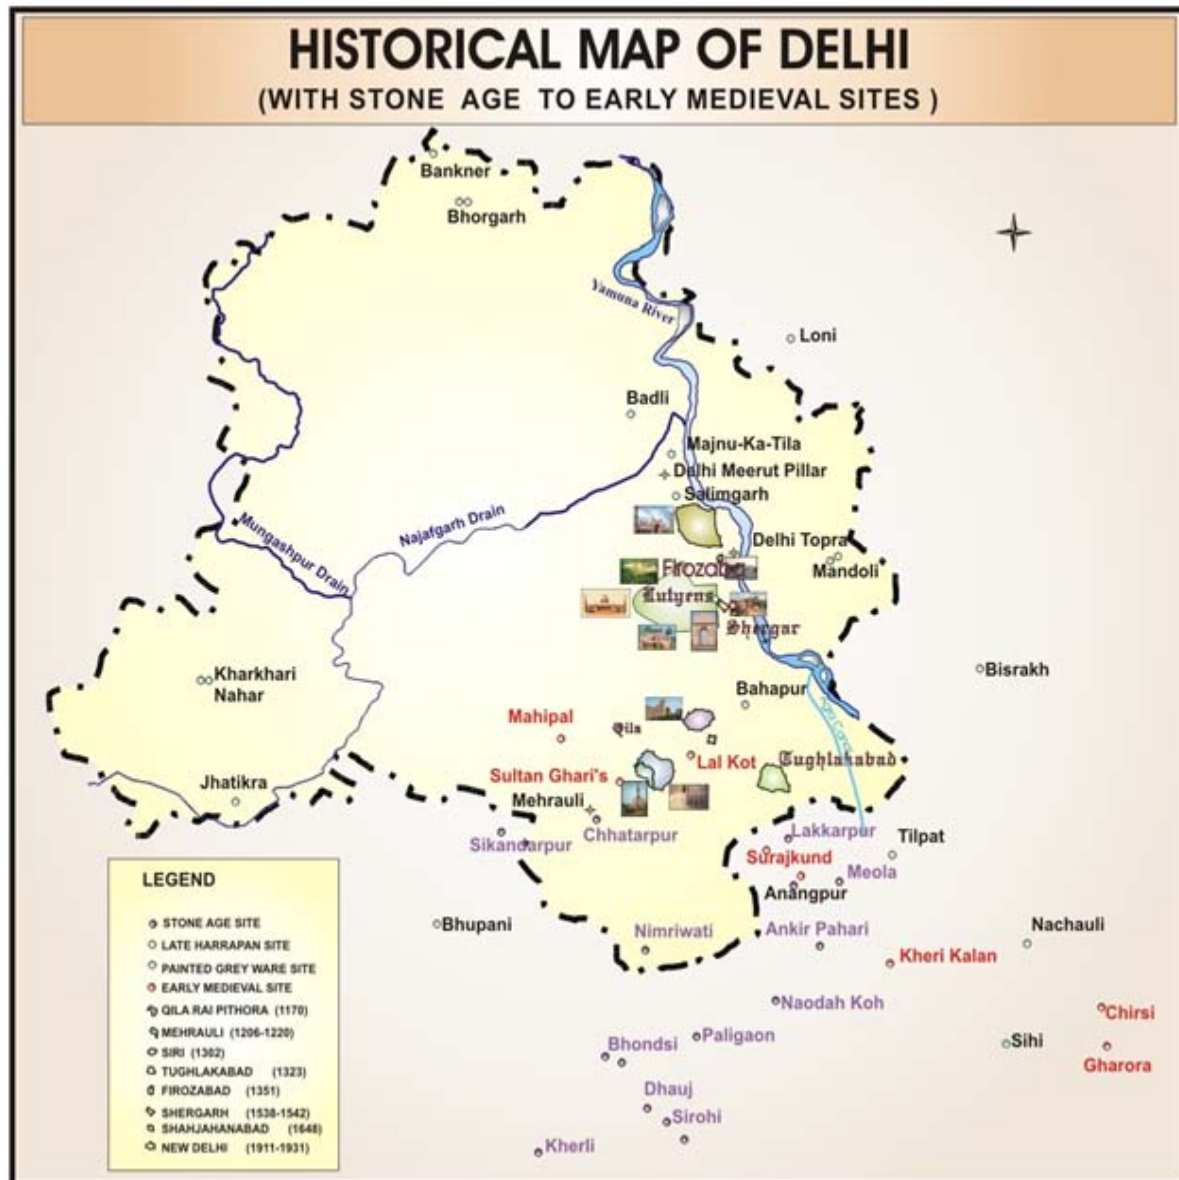 HISTORICAL MAP OF DELHI
(WITH STONE AGE TO EARLY MEDIEVAL SITES )
Bankner
Bhorgarh
Yamuna River
Loni
Badli
Majnu-Ka-Tila
Delhi Meerut Pillar
Salimgarh
Mungashpur Drain
Najafgarh Drain
Delhi Topra
Firozaba
Mandoli
Lutyens
Shergar
Kharkhari
Nahar
Bisrakh
Bahapur
Agra Canal
Mahipal
Qila
Lal Kot
Tughlakabad
Sultan Ghari's
Jhatikra
Mehrauli
Chhatarpur
Sikandarpur
Lakkarpur
Tilpat
Surajkund
Meola
Anangpur
Bhupani
Nimriwati
Ankir Pahari
Nachauli
Kheri Kalan
Naodah Koh
Chirsi
Paligaon
Bhondsi
Sihi
Gharora
Dhauj
Sirohi
Kherli
LEGEND
STONE AGE SITE
LATE HARRAPAN SITE
PAINTED GREY WARE SITE
EARLY MEDIEVAL SITE
QILA RAI PITHORA (1170)
MEHRAULI (1206-1220)
SIRI (1302)
TUGHLAKABAD (1323)
FIROZABAD (1351)
SHERGARH (1538-1542)
SHAHJAHANABAD (1648)
NEW DELHI (1911-1931)